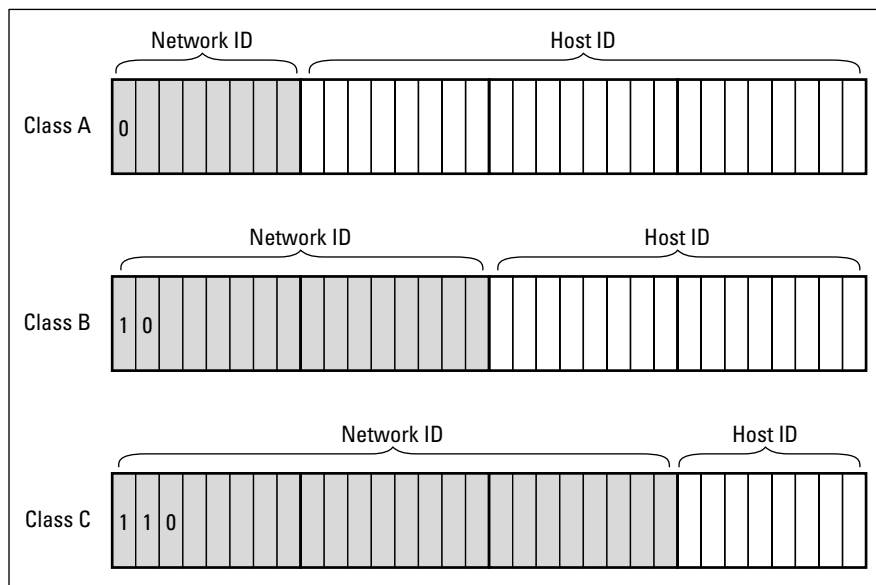 Network ID Host ID
Class A 0
Network ID Host ID
Class B 1 0
Network ID Host ID
Class C 1 1 0